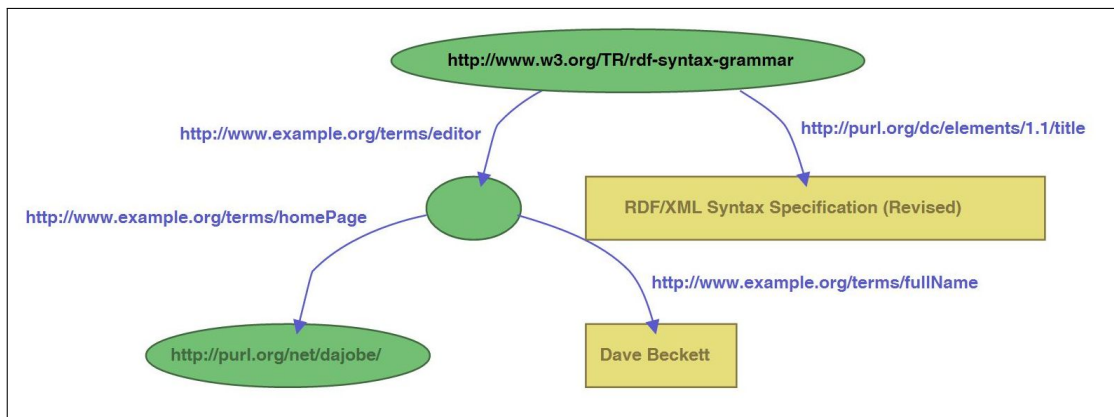 http://www.w3.org/TR/rdf-syntax-grammar
http://www.example.org/terms/editor
http://purl.org/dc/elements/1.1/title
http://www.example.org/terms/homePage
RDF/XML Syntax Specification (Revised)
http://www.example.org/terms/fullName
http://purl.org/net/dajobe/
Dave Beckett